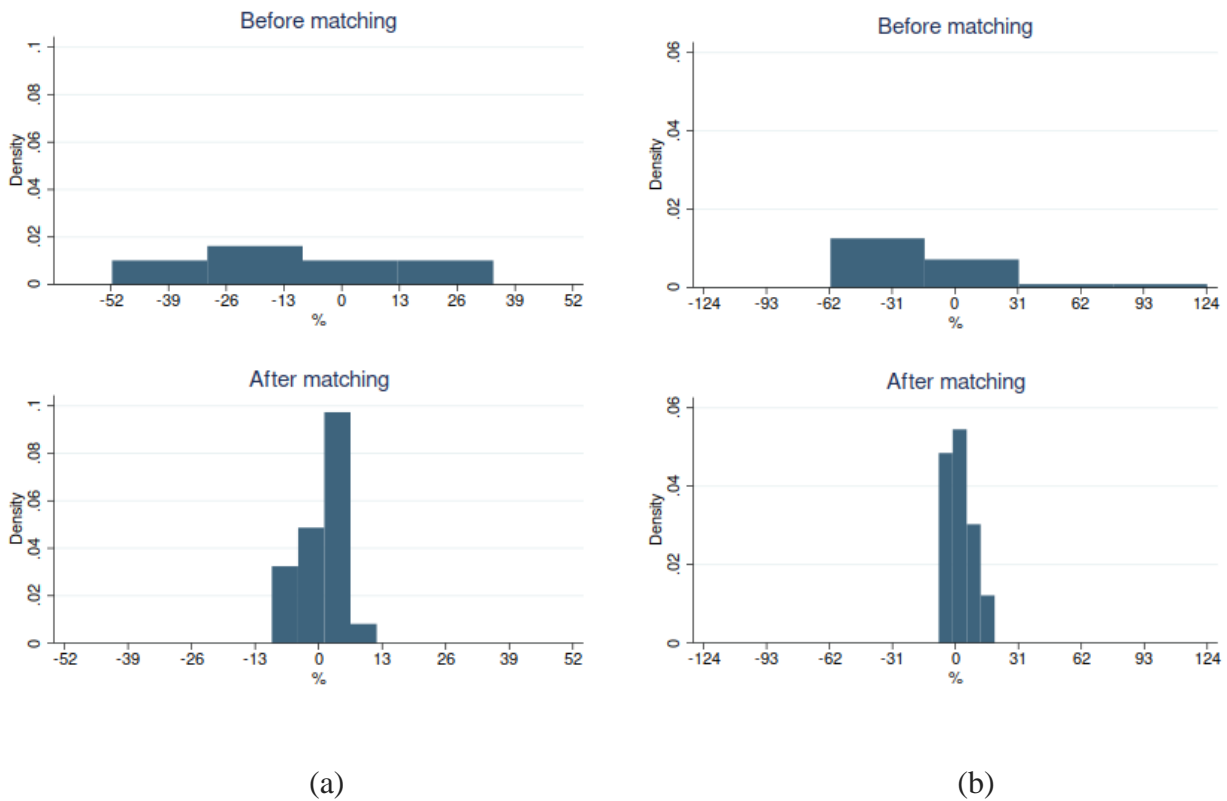 Before matching
.1
.08
.06
.04
.02
0
Density
-52 -39 -26 -13 0 13 26 39 52
%
After matching
.1
.08
.06
.04
.02
0
Density
-52 -39 -26 -13 0 13 26 39 52
%
(a)
Before matching
.06
.04
.02
0
Density
-124 -93 -62 -31 0 31 62 93 124
%
After matching
.06
.04
.02
0
Density
-124 -93 -62 -31 0 31 62 93 124
%
(b)